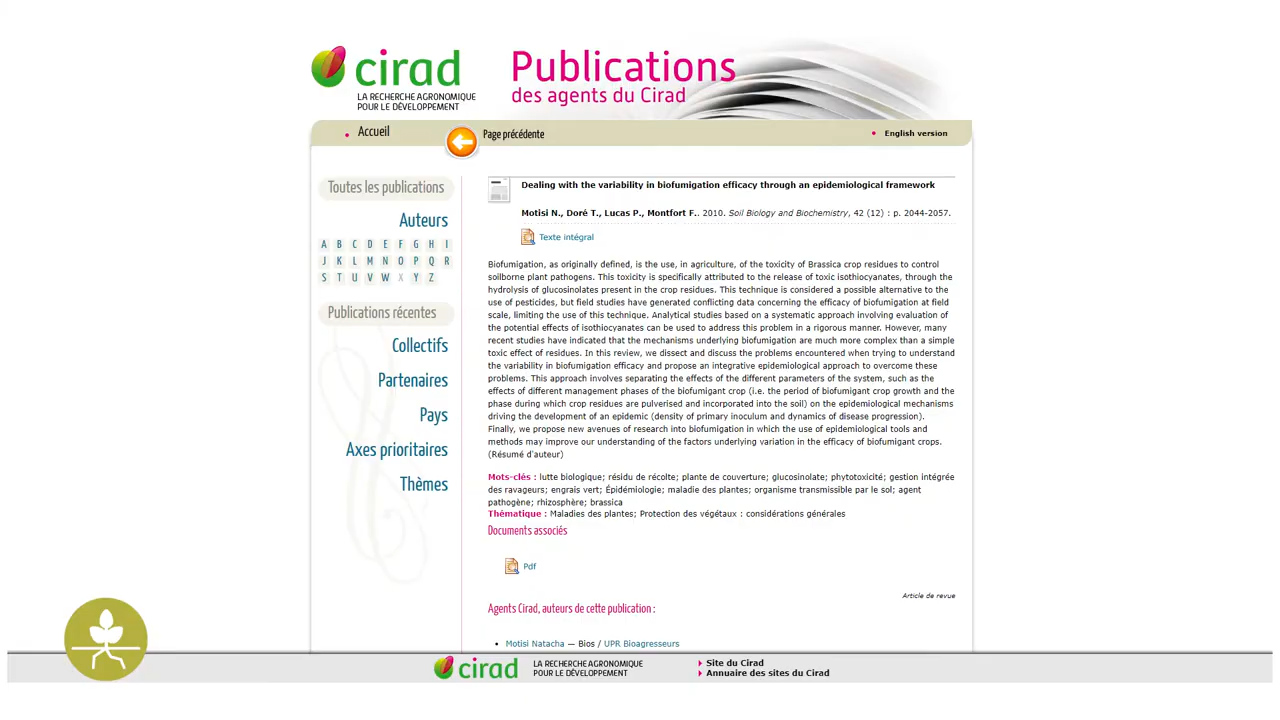 cirad
LA RECHERCHE AGRONOMIQUE
POUR LE DÉVELOPPEMENT
Publications
des agents du Cirad
Accueil
Page précédente
English version
Toutes les publications
Auteurs
A B C D E F G H I
J K L M N O P Q R
S T U V W X Y Z
Publications récentes
Collectifs
Partenaires
Pays
Axes prioritaires
Thèmes
Dealing with the variability in biofumigation efficacy through an epidemiological framework
Motisi N., Doré T., Lucas P., Montfort F.. 2010. Soil Biology and Biochemistry, 42 (12) : p. 2044-2057.
Texte intégral
Biofumigation, as originally defined, is the use, in agriculture, of the toxicity of Brassica crop residues to control
soilborne plant pathogens. This toxicity is specifically attributed to the release of toxic isothiocyanates, through the
hydrolysis of glucosinolates present in the crop residues. This technique is considered a possible alternative to the
use of pesticides, but field studies have generated conflicting data concerning the efficacy of biofumigation at field
scale, limiting the use of this technique. Analytical studies based on a systematic approach involving evaluation of
the potential effects of isothiocyanates can be used to address this problem in a rigorous manner. However, many
recent studies have indicated that the mechanisms underlying biofumigation are much more complex than a simple
toxic effect of residues. In this review, we dissect and discuss the problems encountered when trying to understand
the variability in biofumigation efficacy and propose an integrative epidemiological approach to overcome these
problems. This approach involves separating the effects of the different parameters of the system, such as the
effects of different management phases of the biofumigant crop (i.e. the period of biofumigant crop growth and the
phase during which crop residues are pulverised and incorporated into the soil) on the epidemiological mechanisms
driving the development of an epidemic (density of primary inoculum and dynamics of disease progression).
Finally, we propose new avenues of research into biofumigation in which the use of epidemiological tools and
methods may improve our understanding of the factors underlying variation in the efficacy of biofumigant crops.
(Résumé d'auteur)
Mots-clés : lutte biologique; résidu de récolte; plante de couverture; glucosinolate; phytotoxicité; gestion intégrée
des ravageurs; engrais vert; Épidémiologie; maladie des plantes; organisme transmissible par le sol; agent
pathogène; rhizosphère; brassica
Thématique : Maladies des plantes; Protection des végétaux : considérations générales
Documents associés
Pdf
Article de revue
Agents Cirad, auteurs de cette publication :
• Motisi Natacha — Bios / UPR Bioagresseurs
cirad
LA RECHERCHE AGRONOMIQUE
POUR LE DÉVELOPPEMENT
Site du Cirad
Annuaire des sites du Cirad